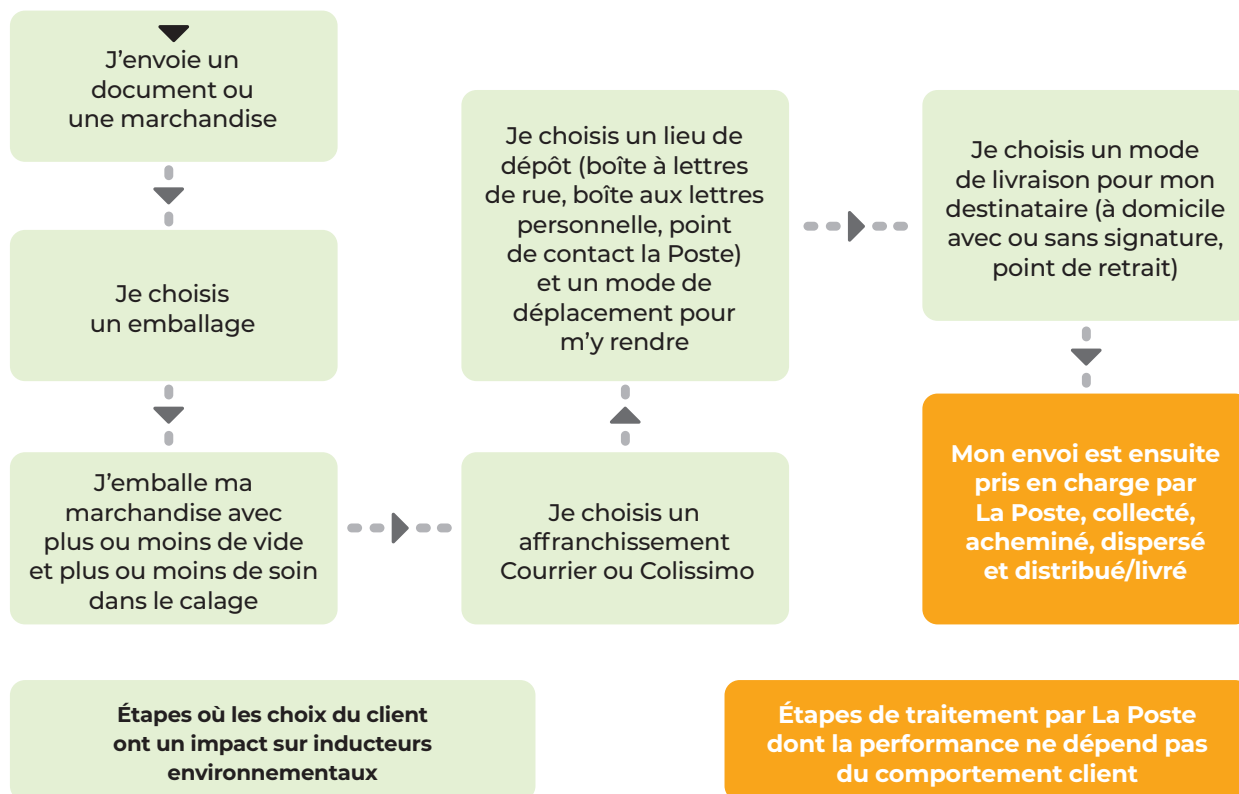 J’envoie un
document ou
une marchandise
Je choisis
un emballage
J’emballe ma
marchandise avec
plus ou moins de vide
et plus ou moins de soin
dans le calage
Je choisis un
affranchissement
Courrier ou Colissimo
Je choisis un lieu de
dépôt (boîte à lettres
de rue, boîte aux lettres
personnelle, point
de contact la Poste)
et un mode de
déplacement pour
m’y rendre
Je choisis un mode
de livraison pour mon
destinataire (à domicile
avec ou sans signature,
point de retrait)
Mon envoi est ensuite
pris en charge par
La Poste, collecté,
acheminé, dispersé
et distribué/livré
Étapes où les choix du client
ont un impact sur inducteurs
environnementaux
Étapes de traitement par La Poste
dont la performance ne dépend pas
du comportement client